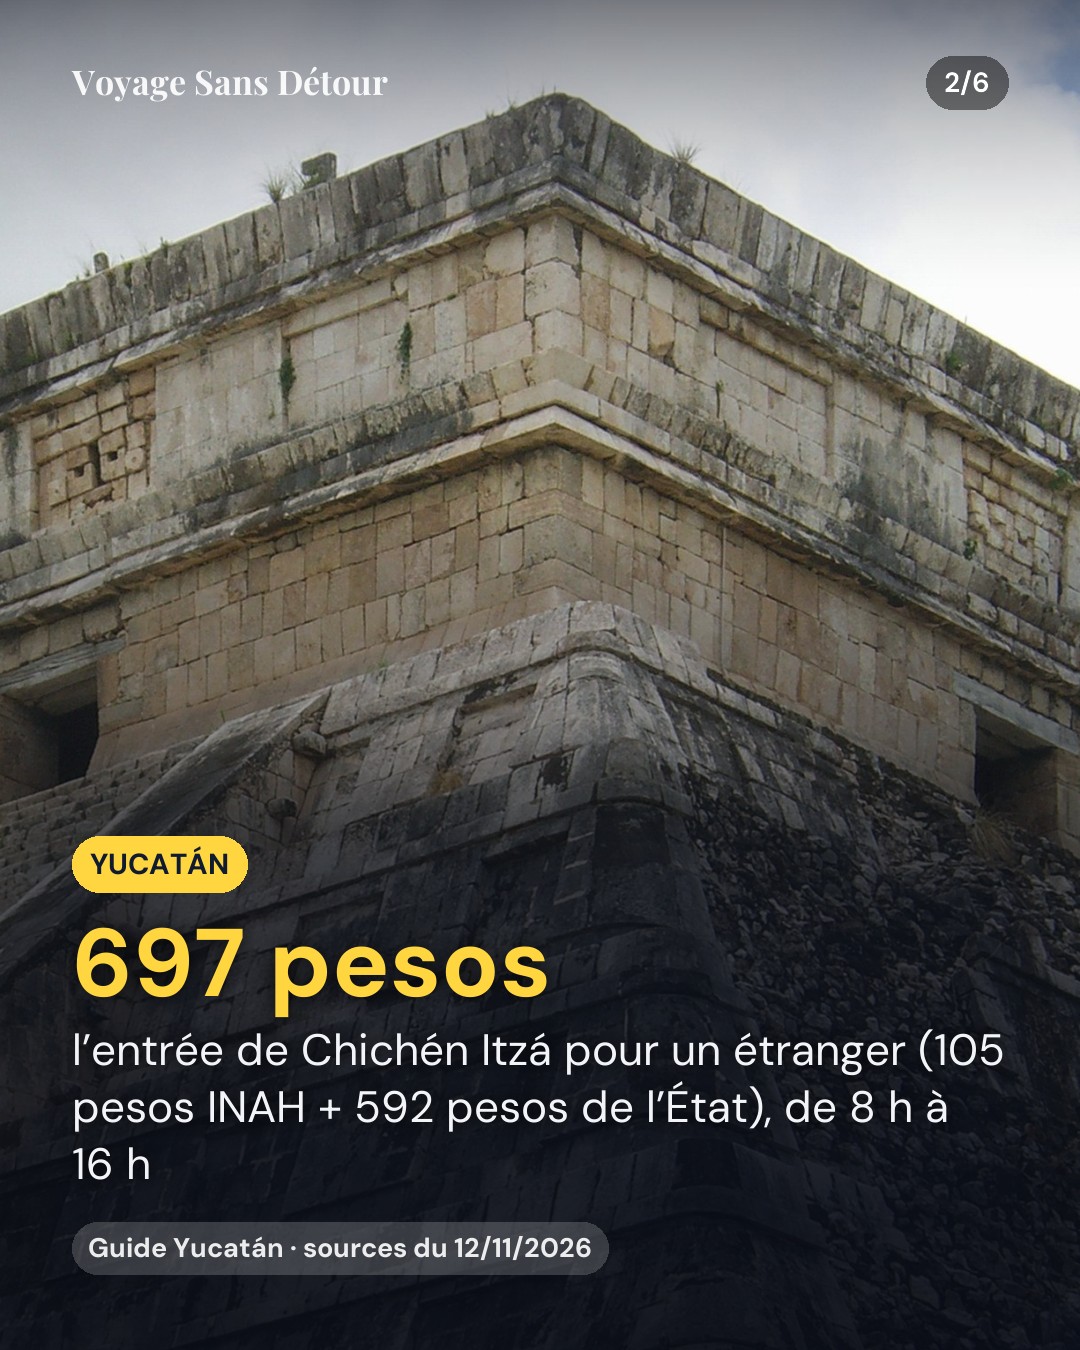 Voyage Sans Détour
2/6
YUCATÁN
697 pesos
l’entrée de Chichén Itzá pour un étranger (105
pesos INAH + 592 pesos de l’État), de 8 h à
16 h
Guide Yucatán · sources du 12/11/2026